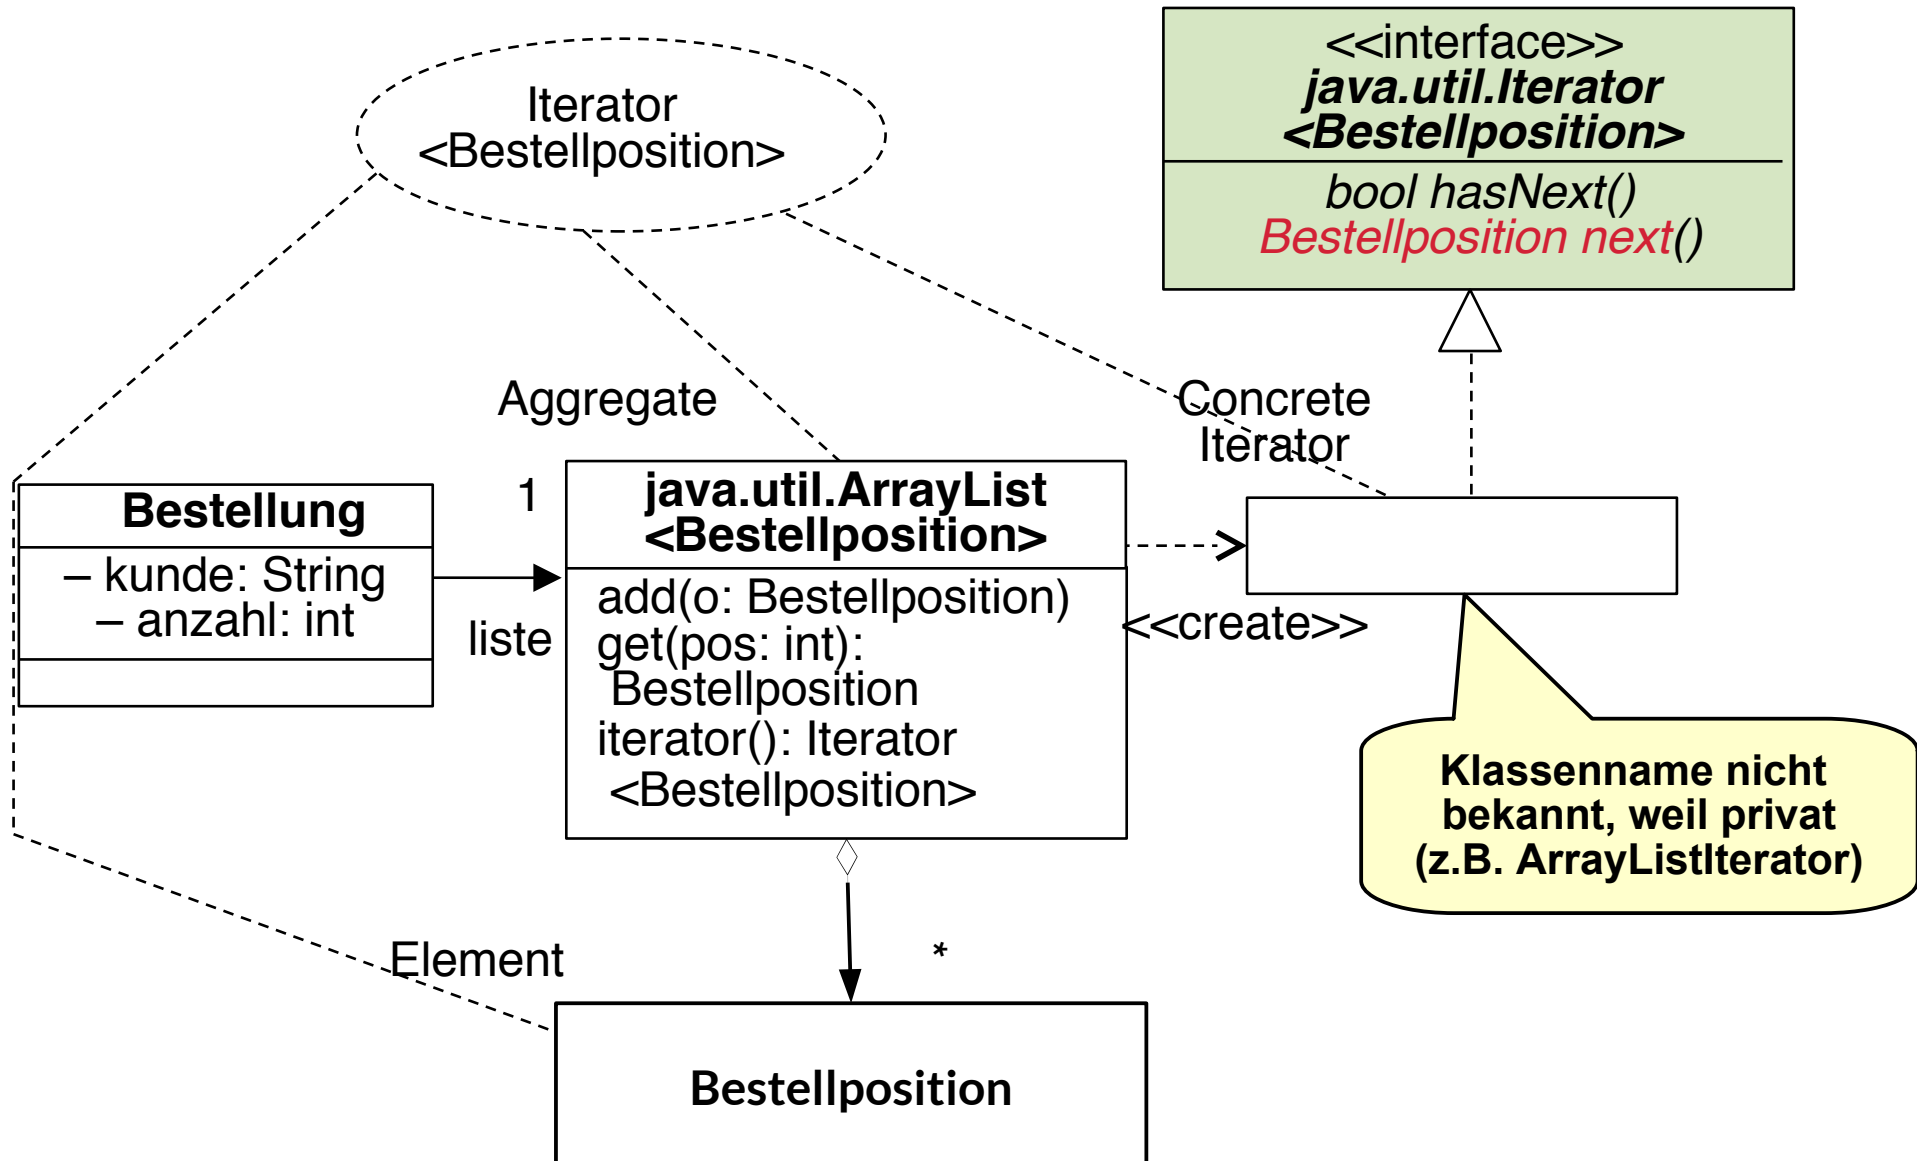 Iterator
<Bestellposition>
<<interface>>
java.util.Iterator
<Bestellposition>
bool hasNext()
Bestellposition next()
Aggregate
Concrete
Iterator
Bestellung
– kunde: String
– anzahl: int
1
liste
java.util.ArrayList
<Bestellposition>
add(o: Bestellposition)
get(pos: int):
Bestellposition
iterator(): Iterator
<Bestellposition>
<<create>>
Klassenname nicht
bekannt, weil privat
(z.B. ArrayListIterator)
Element
*
Bestellposition